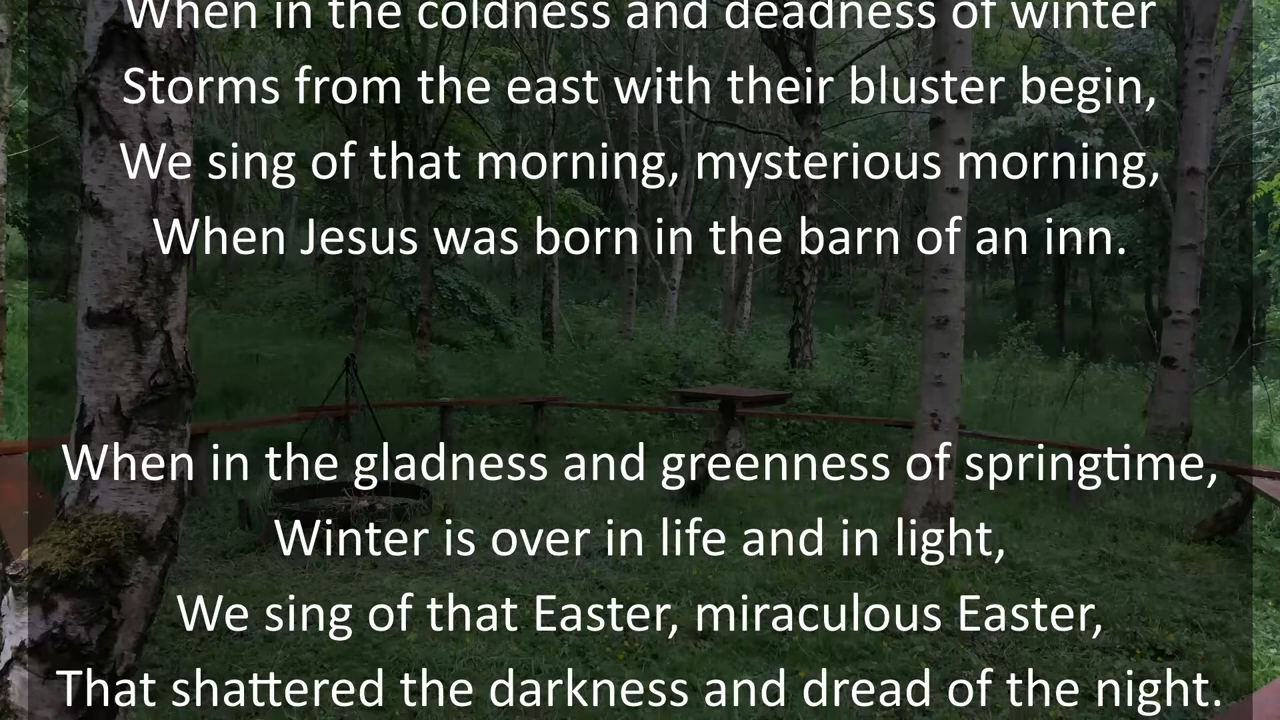 When in the coldness and deadness of winter
Storms from the east with their bluster begin,
We sing of that morning, mysterious morning,
When Jesus was born in the barn of an inn.
When in the gladness and greenness of springtime,
Winter is over in life and in light,
We sing of that Easter, miraculous Easter,
That shattered the darkness and dread of the night.